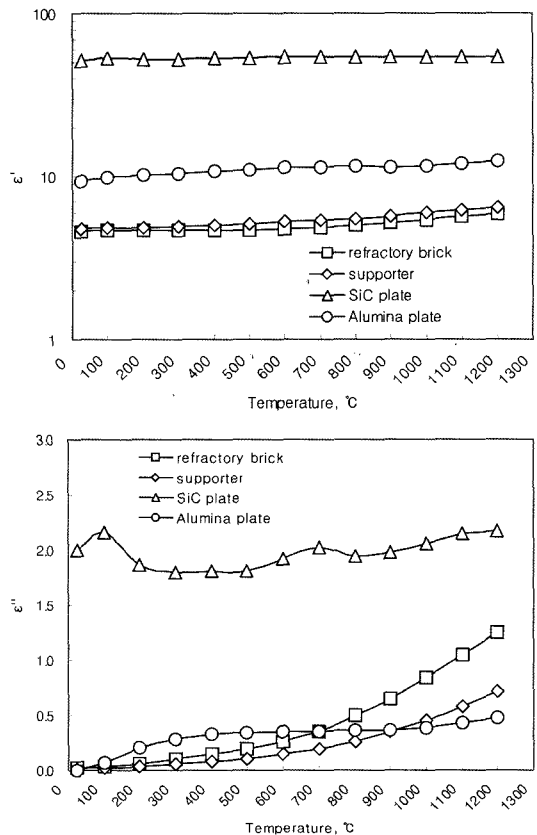 100
10
1
ε'
refractory brick
supporter
SiC plate
Alumina plate
0 100 200 300 400 500 600 700 800 900 1000 1100 1200 1300
Temperature, ℃
3.0
2.5
2.0
1.5
1.0
0.5
0.0
ε"
refractory brick
supporter
SiC plate
Alumina plate
0 100 200 300 400 500 600 700 800 900 1000 1100 1200 1300
Temperature, ℃